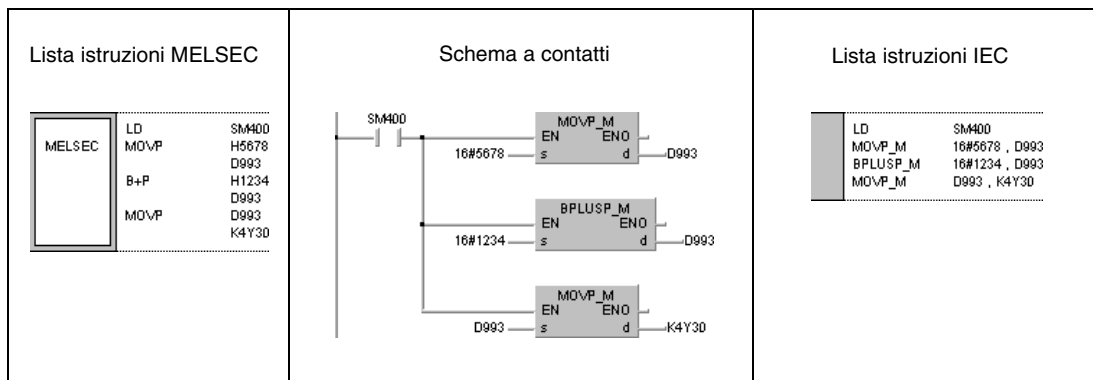 Lista istruzioni MELSEC
MELSEC
LD SM400
MOVP H5678
D993
B+P H1234
D993
MOVP D993
K4Y30
Schema a contatti
SM400
MOVP_M
EN ENO
16#5678 s d D993
BPLUSP_M
EN ENO
16#1234 s d D993
MOVP_M
EN ENO
D993 s d K4Y30
Lista istruzioni IEC
LD SM400
MOVP_M 16#5678 , D993
BPLUSP_M 16#1234 , D993
MOVP_M D993 , K4Y30